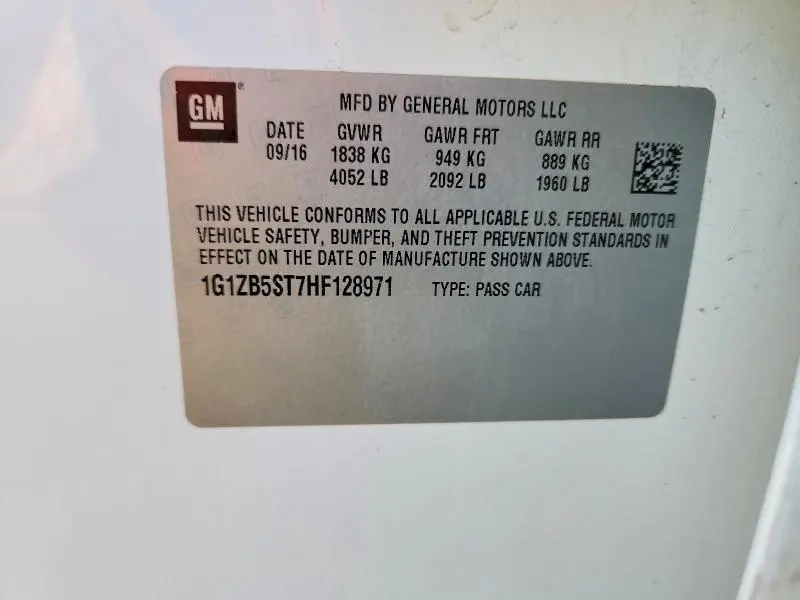 GM®
MFD BY GENERAL MOTORS LLC
DATE GVWR GAWR FRT GAWR RR
09/16 1838 KG 949 KG 889 KG
4052 LB 2092 LB 1960 LB
THIS VEHICLE CONFORMS TO ALL APPLICABLE U.S. FEDERAL MOTOR
VEHICLE SAFETY, BUMPER, AND THEFT PREVENTION STANDARDS IN
EFFECT ON THE DATE OF MANUFACTURE SHOWN ABOVE.
1G1ZB5ST7HF128971 TYPE: PASS CAR